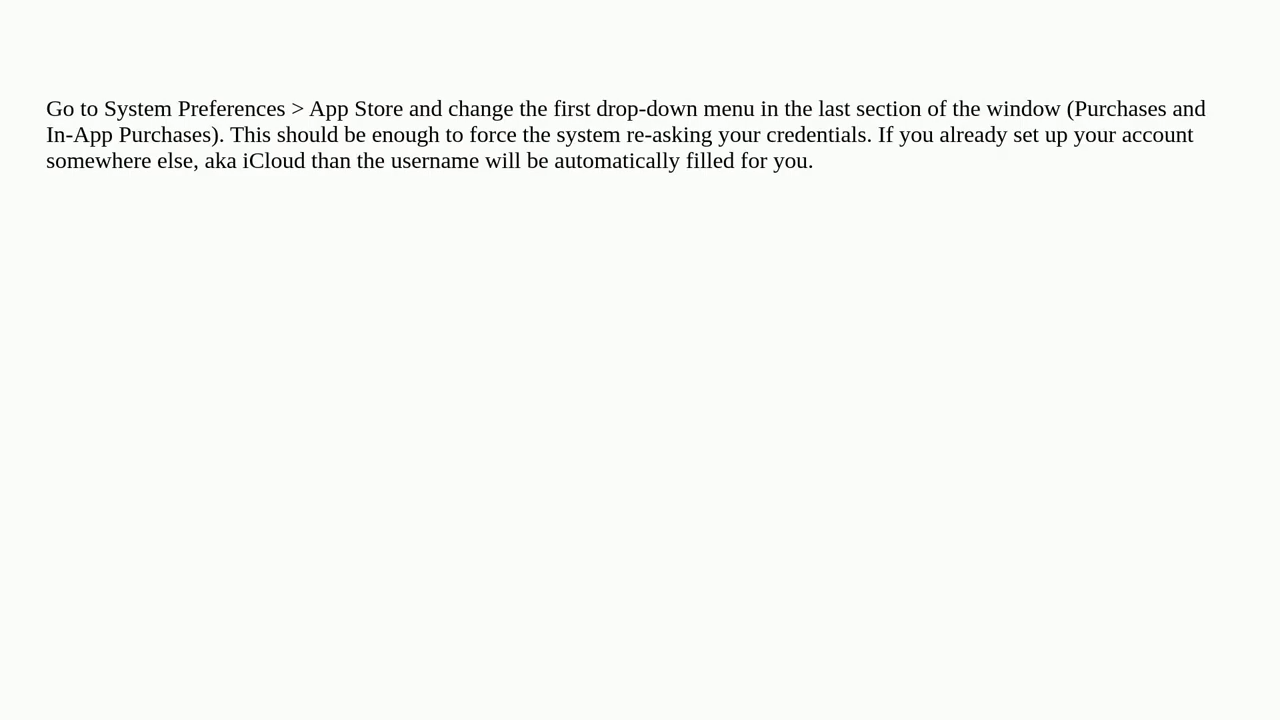 Go to System Preferences > App Store and change the first drop-down menu in the last section of the window (Purchases and
In-App Purchases). This should be enough to force the system re-asking your credentials. If you already set up your account
somewhere else, aka iCloud than the username will be automatically filled for you.